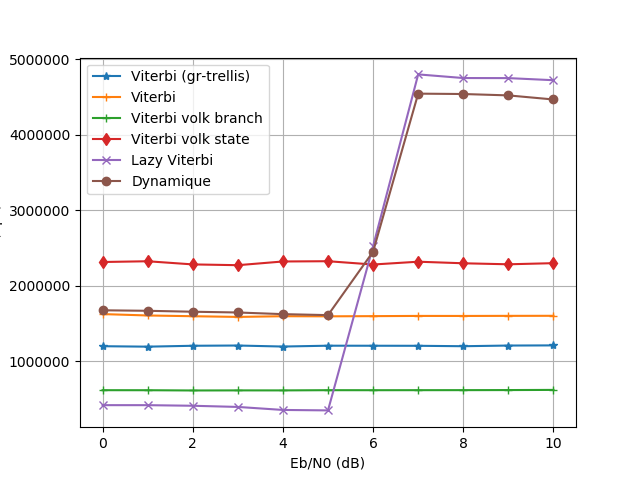 5000000
4000000
3000000
2000000
1000000
Viterbi (gr-trellis)
Viterbi
Viterbi volk branch
Viterbi volk state
Lazy Viterbi
Dynamique
0 2 4 6 8 10
Eb/N0 (dB)